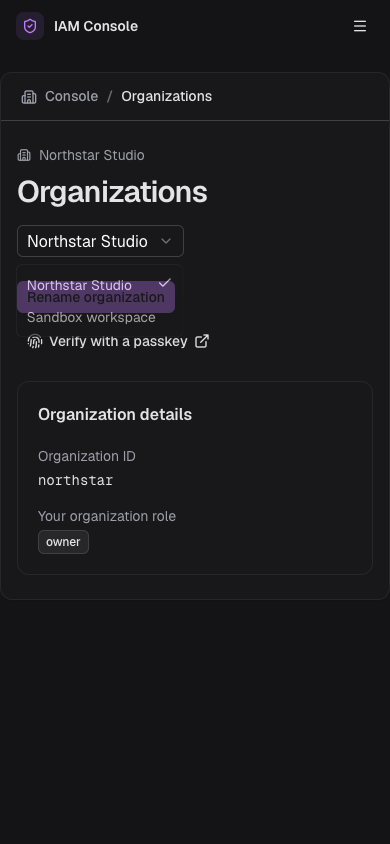 IAM Console
Console / Organizations
Northstar Studio
Organizations
Northstar Studio
Northstar Studio
Rename organization
Sandbox workspace
Verify with a passkey
Organization details
Organization ID
northstar
Your organization role
owner